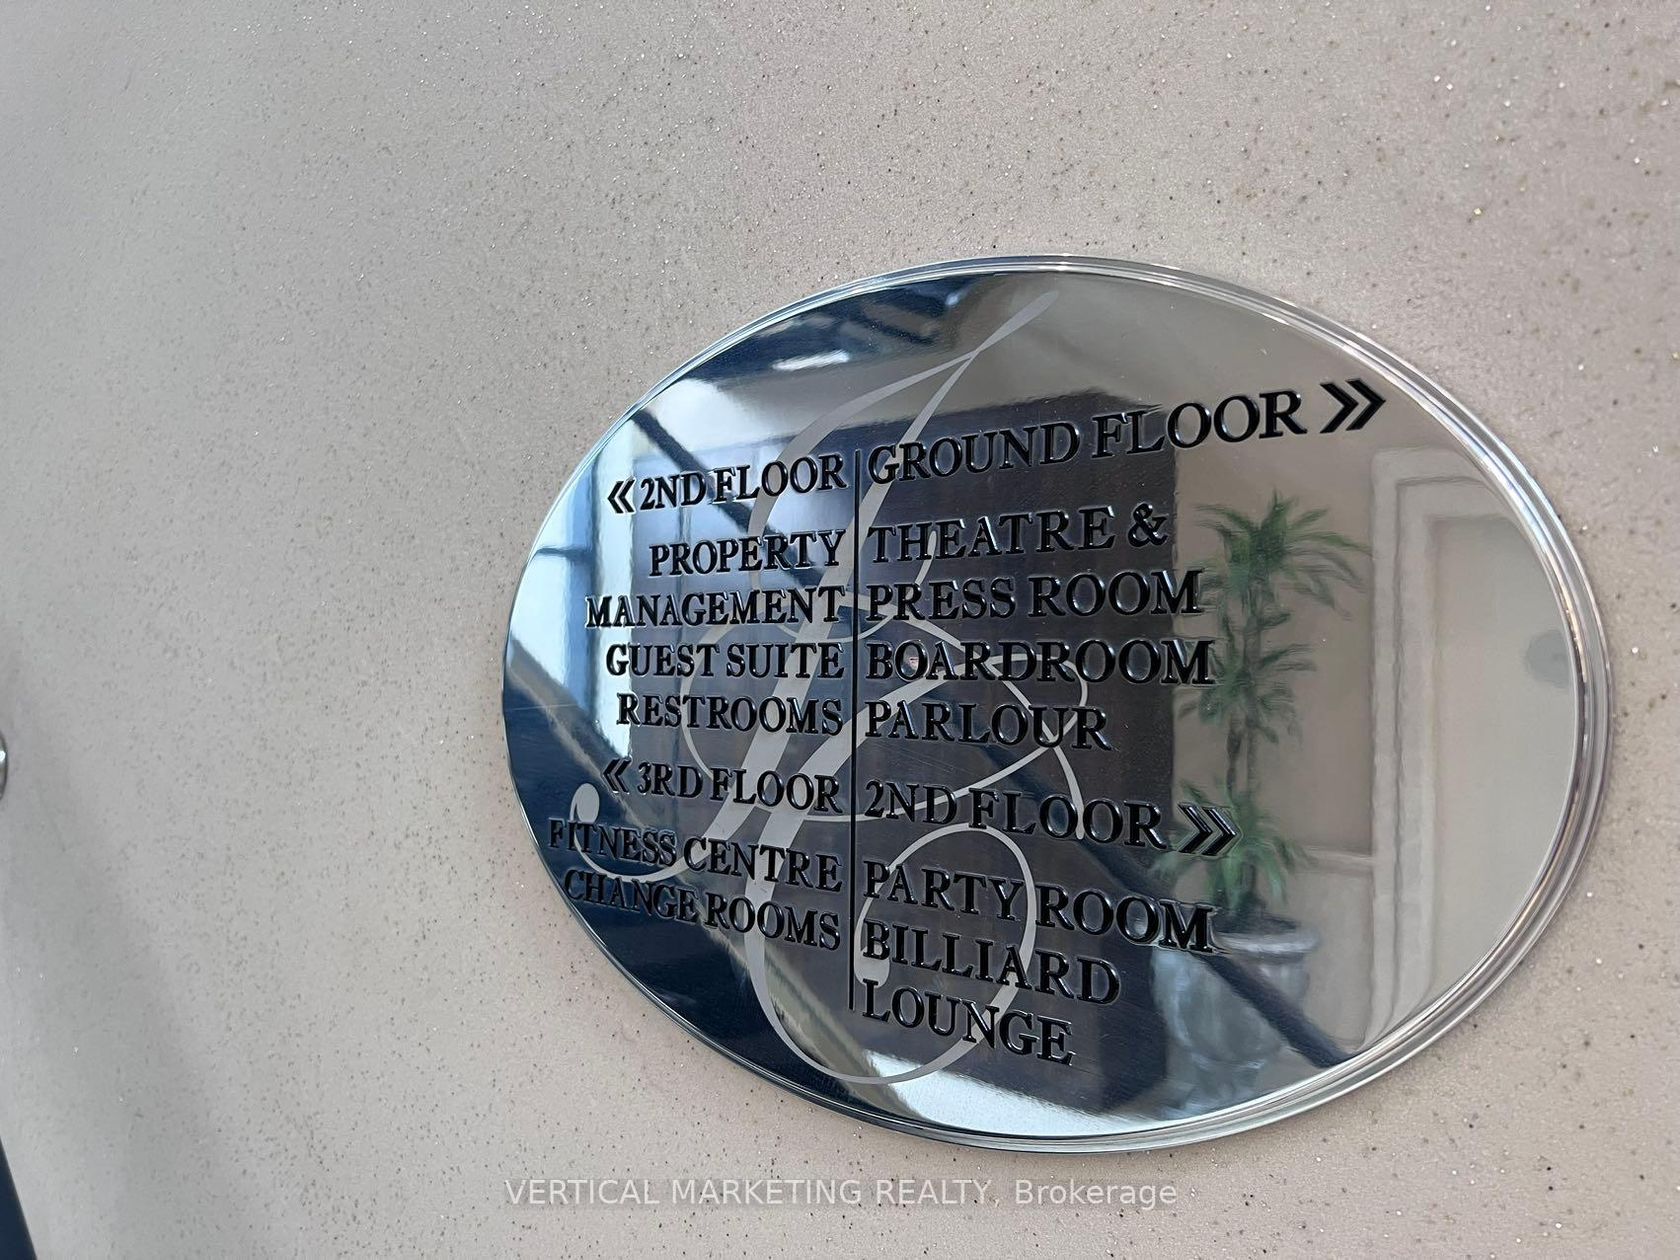 « 2ND FLOOR
PROPERTY
MANAGEMENT
GUEST SUITE
RESTROOMS
« 3RD FLOOR
FITNESS CENTRE
CHANGE ROOMS
GROUND FLOOR »
THEATRE &
PRESS ROOM
BOARDROOM
PARLOUR
2ND FLOOR »
PARTY ROOM
BILLIARD
LOUNGE
VERTICAL MARKETING REALTY, Brokerage